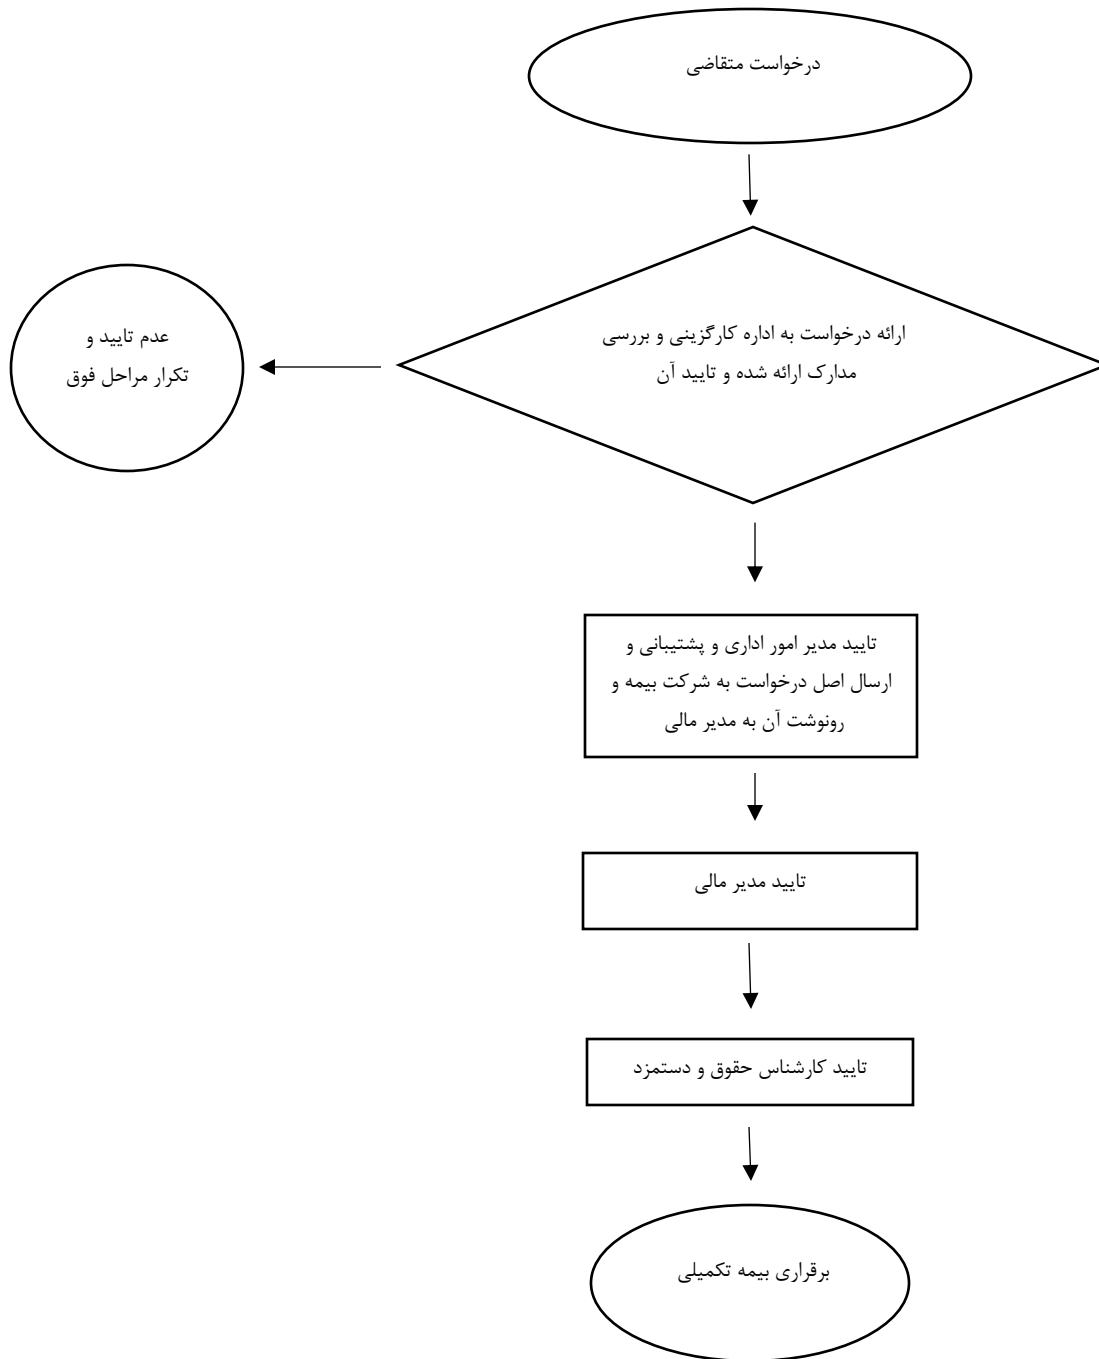 درخواست متقاضی
ارائه درخواست به اداره کارگزینی و بررسی
مدارک ارائه شده و تایید آن
عدم تایید و
تکرار مراحل فوق
تایید مدیر امور اداری و پشتیبانی و
ارسال اصل درخواست به شرکت بیمه و
رونوشت آن به مدیر مالی
تایید مدیر مالی
تایید کارشناس حقوق و دستمزد
برقراری بیمه تکمیلی